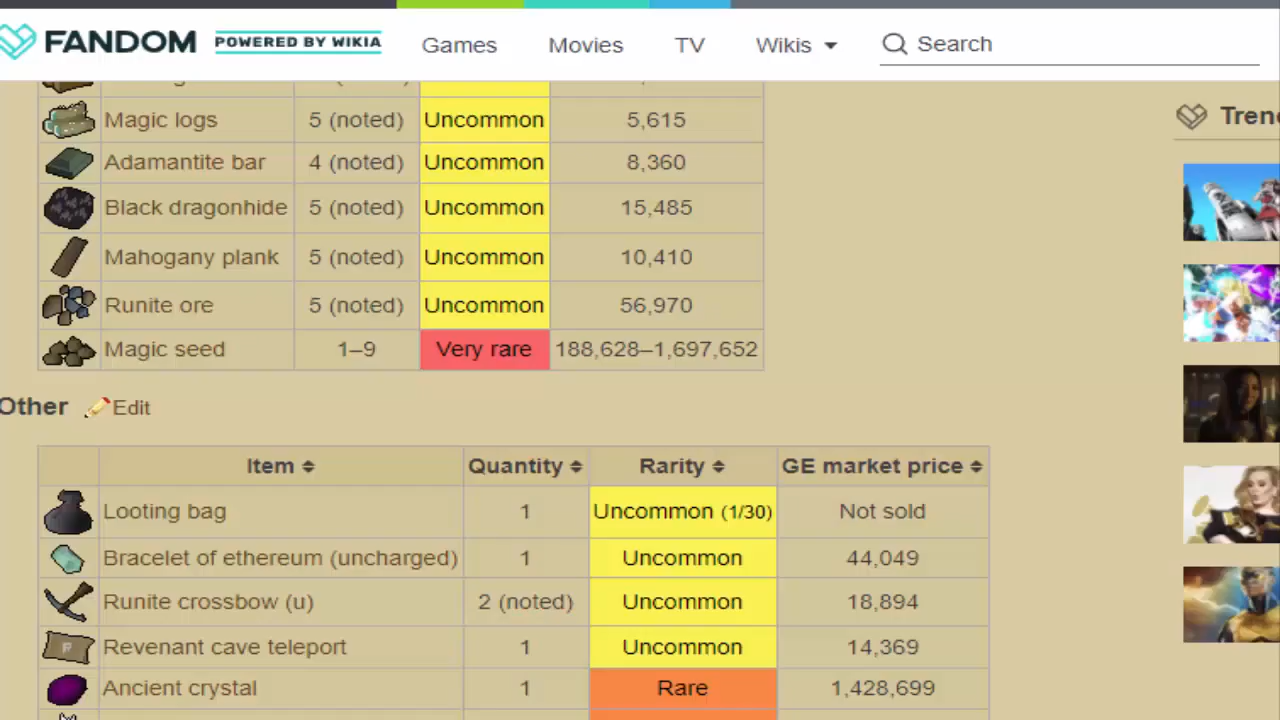 FANDOM POWERED BY WIKIA Games Movies TV Wikis Search
Magic logs 5 (noted) Uncommon 5,615
Adamantite bar 4 (noted) Uncommon 8,360
Black dragonhide 5 (noted) Uncommon 15,485
Mahogany plank 5 (noted) Uncommon 10,410
Runite ore 5 (noted) Uncommon 56,970
Magic seed 1–9 Very rare 188,628–1,697,652
Other Edit
Item Quantity Rarity GE market price
Looting bag 1 Uncommon (1/30) Not sold
Bracelet of ethereum (uncharged) 1 Uncommon 44,049
Runite crossbow (u) 2 (noted) Uncommon 18,894
Revenant cave teleport 1 Uncommon 14,369
Ancient crystal 1 Rare 1,428,699
Tren